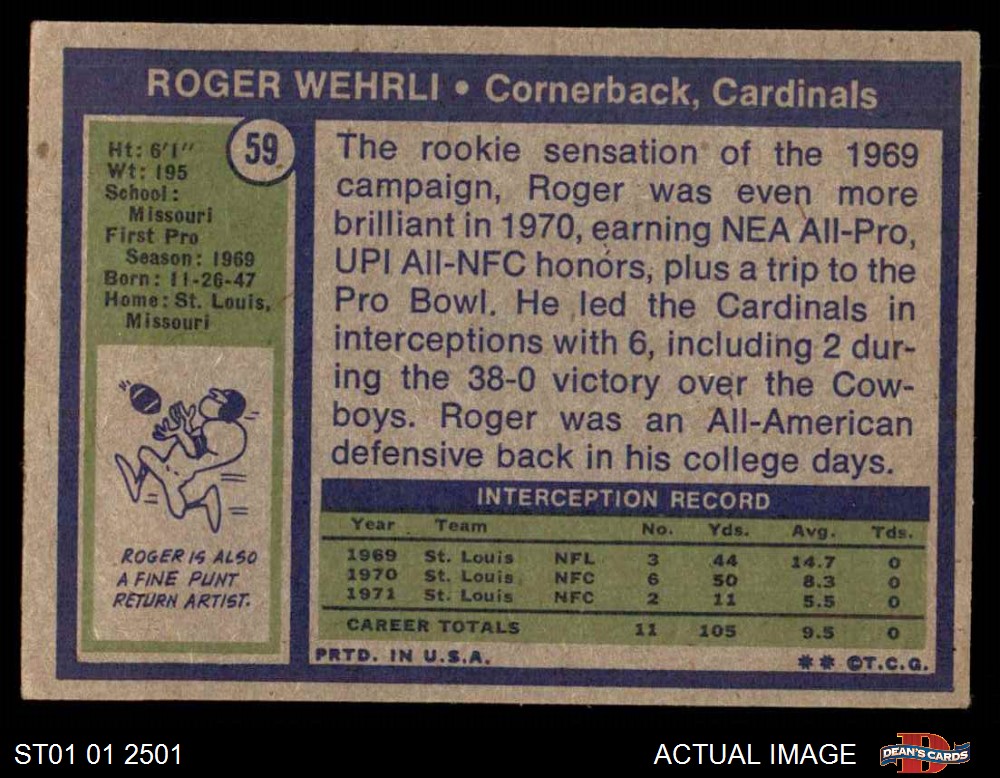 ROGER WEHRLI • Cornerback, Cardinals
59
Ht: 6'1"
Wt: 195
School:
Missouri
First Pro
Season: 1969
Born: 11-26-47
Home: St. Louis,
Missouri
ROGER IS ALSO
A FINE PUNT
RETURN ARTIST.
The rookie sensation of the 1969
campaign, Roger was even more
brilliant in 1970, earning NEA All-Pro,
UPI All-NFC honors, plus a trip to the
Pro Bowl. He led the Cardinals in
interceptions with 6, including 2 dur-
ing the 38-0 victory over the Cow-
boys. Roger was an All-American
defensive back in his college days.
INTERCEPTION RECORD
Year Team No. Yds. Avg. Tds.
1969 St. Louis NFL 3 44 14.7 0
1970 St. Louis NFC 6 50 8.3 0
1971 St. Louis NFC 2 11 5.5 0
CAREER TOTALS 11 105 9.5 0
PRTD. IN U.S.A. ** ©T.C.G.
ST01 01 2501 ACTUAL IMAGE D DEAN'S CARDS